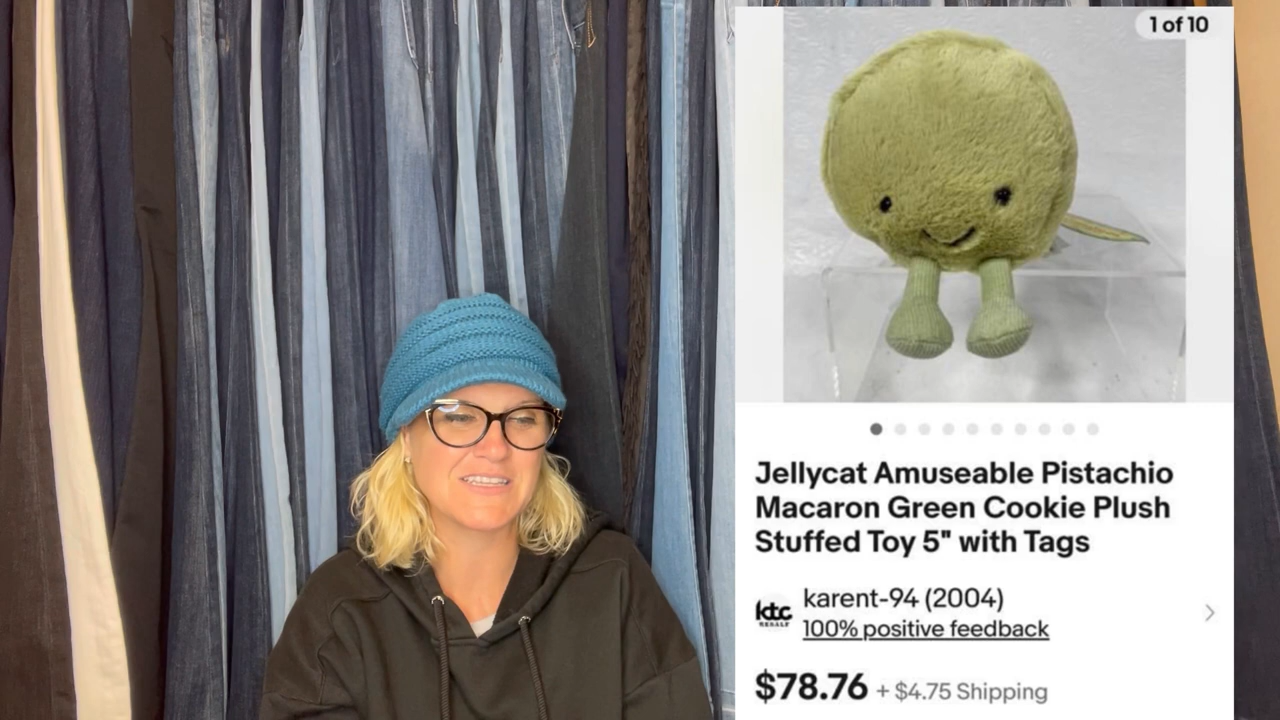 1 of 10
Jellycat Amuseable Pistachio
Macaron Green Cookie Plush
Stuffed Toy 5" with Tags
ktc
RESALE
karent-94 (2004)
100% positive feedback
$78.76 + $4.75 Shipping